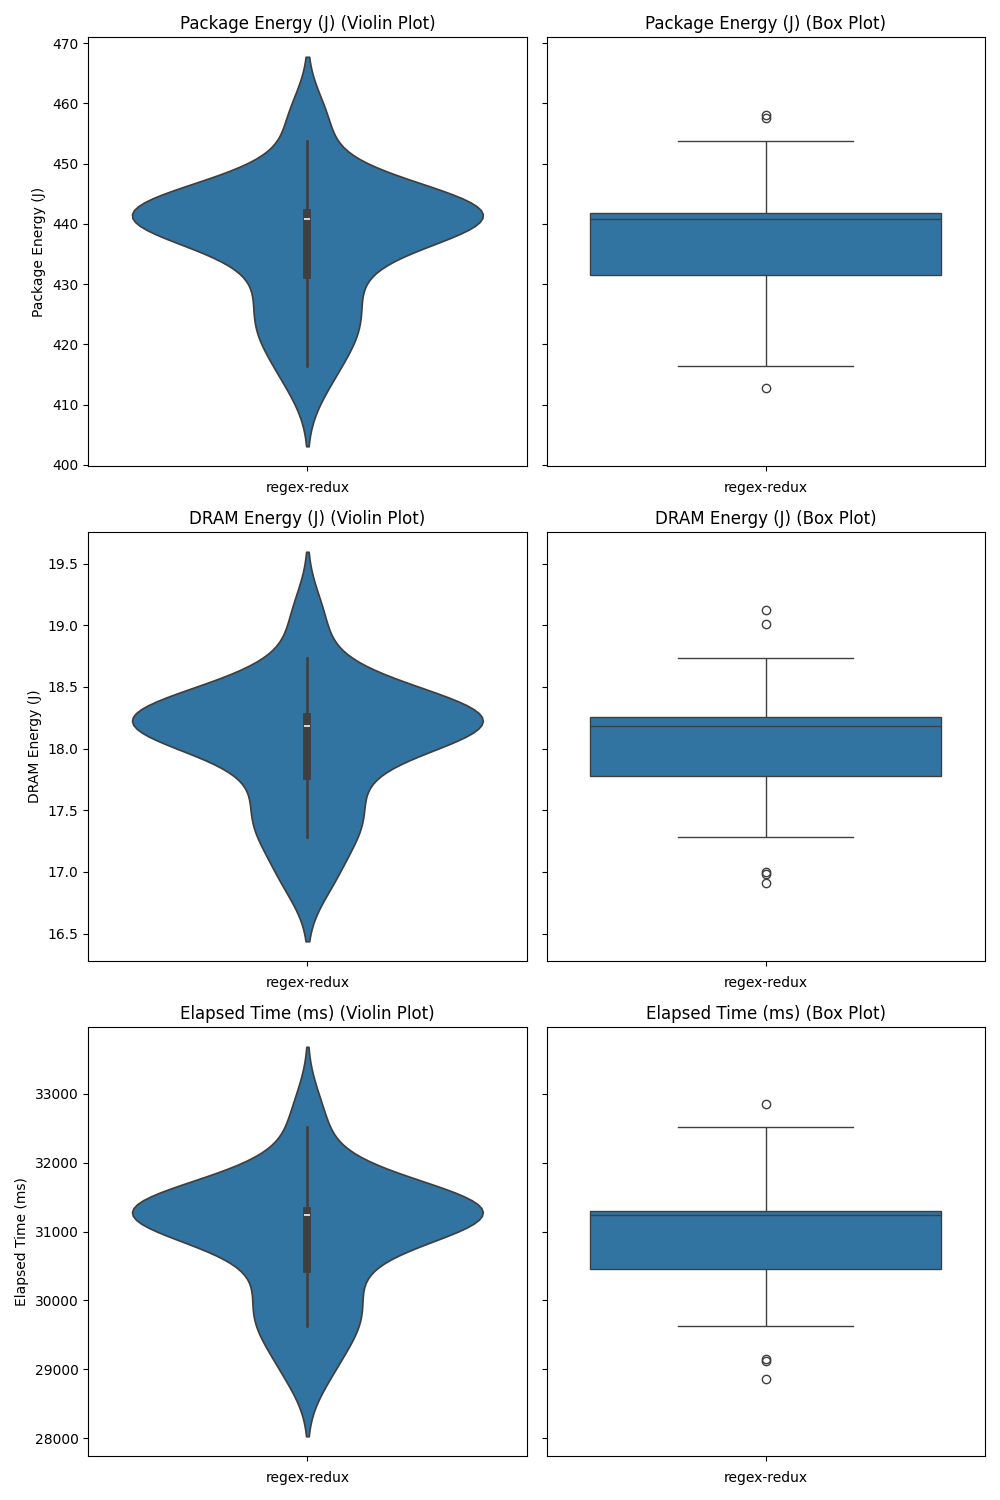 Package Energy (J) (Violin Plot)
Package Energy (J) (Box Plot)
470
460
450
440
430
420
410
400
Package Energy (J)
regex-redux
regex-redux
DRAM Energy (J) (Violin Plot)
DRAM Energy (J) (Box Plot)
19.5
19.0
18.5
18.0
17.5
17.0
16.5
DRAM Energy (J)
regex-redux
regex-redux
Elapsed Time (ms) (Violin Plot)
Elapsed Time (ms) (Box Plot)
33000
32000
31000
30000
29000
28000
Elapsed Time (ms)
regex-redux
regex-redux